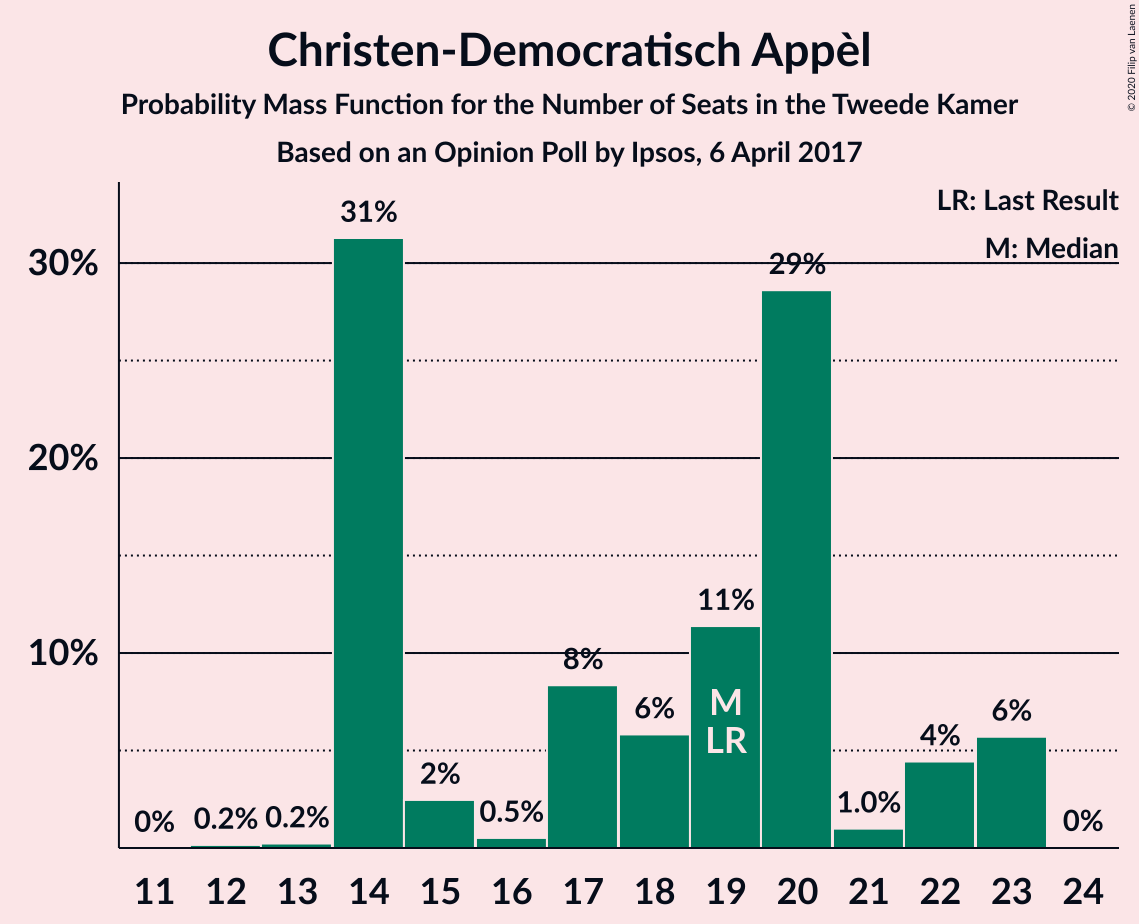 Christen-Democratisch Appèl
Probability Mass Function for the Number of Seats in the Tweede Kamer
Based on an Opinion Poll by Ipsos, 6 April 2017
© 2020 Filip van Laenen
LR: Last Result
M: Median
30%
20%
10%
0%
0.2%
0.2%
31%
2%
0.5%
8%
6%
11%
29%
1.0%
4%
6%
0%
M
LR
11 12 13 14 15 16 17 18 19 20 21 22 23 24